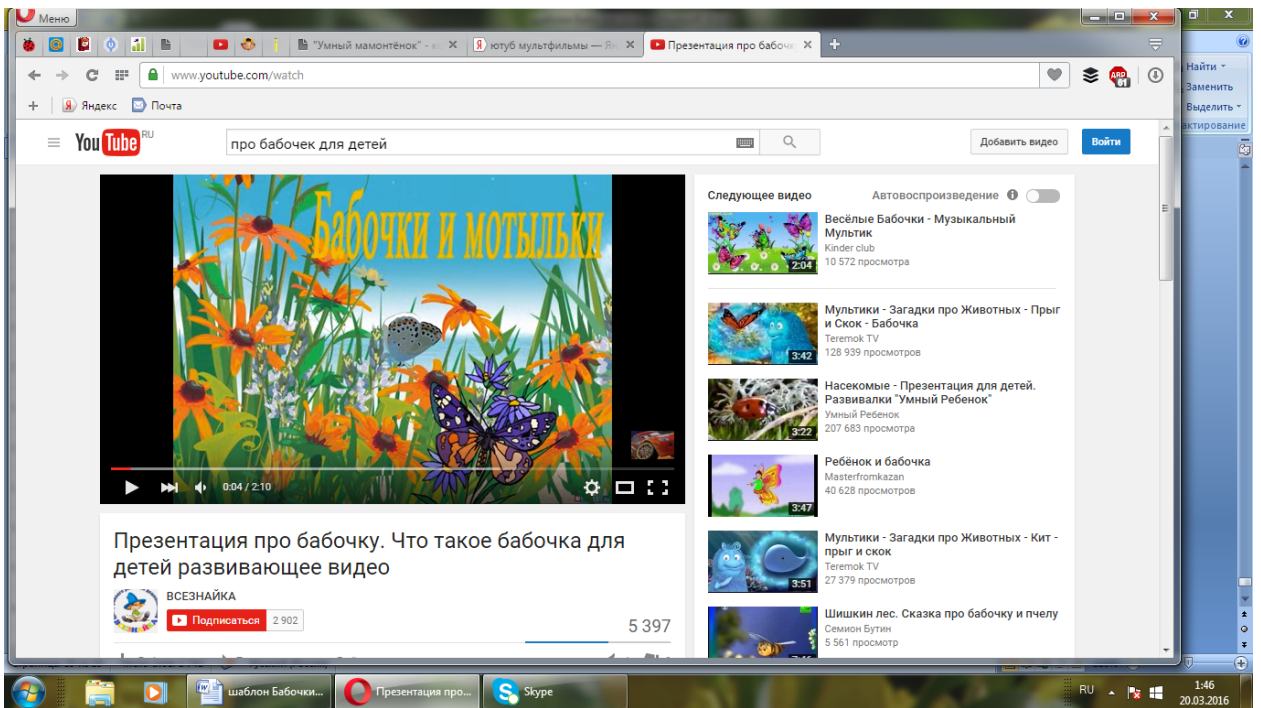 Меню
"Умный мамонтёнок" - к
ютуб мультфильмы — Ян
Презентация про бабочк
www.youtube.com/watch
ABP
61
Яндекс
Почта
Найти
Заменить
Выделить
актирование
YouTube RU
про бабочек для детей
Добавить видео
Войти
Бабочки и мотыльки
0:04 / 2:10
Презентация про бабочку. Что такое бабочка для
детей развивающее видео
ВСЕЗНАЙКА
Подписаться 2 902
5 397
Следующее видео
Автовоспроизведение
Весёлые Бабочки - Музыкальный
Мультик
Kinder club
10 572 просмотра
2:04
Мультики - Загадки про Животных - Прыг
и Скок - Бабочка
Teremok TV
128 939 просмотров
3:42
Насекомые - Презентация для детей.
Развивалки "Умный Ребенок"
Умный Ребенок
207 683 просмотра
3:22
Ребёнок и бабочка
Masterfromkazan
40 628 просмотров
3:47
Мультики - Загадки про Животных - Кит -
прыг и скок
Teremok TV
27 379 просмотров
3:51
Шишкин лес. Сказка про бабочку и пчелу
Семион Бутин
5 561 просмотр
шаблон Бабочки...
Презентация про...
Skype
RU
1:46
20.03.2016